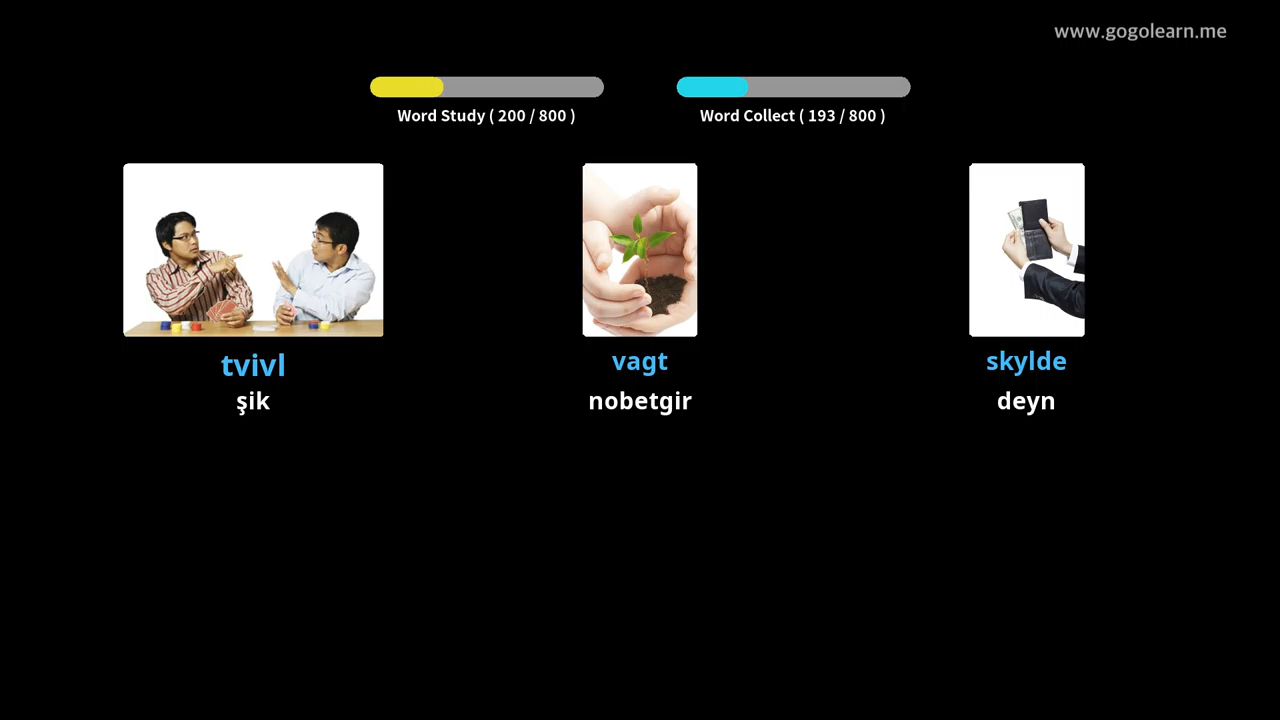 www.gogolearn.me
Word Study ( 200 / 800 )
Word Collect ( 193 / 800 )
tvivl
şik
vagt
nobetgir
skylde
deyn